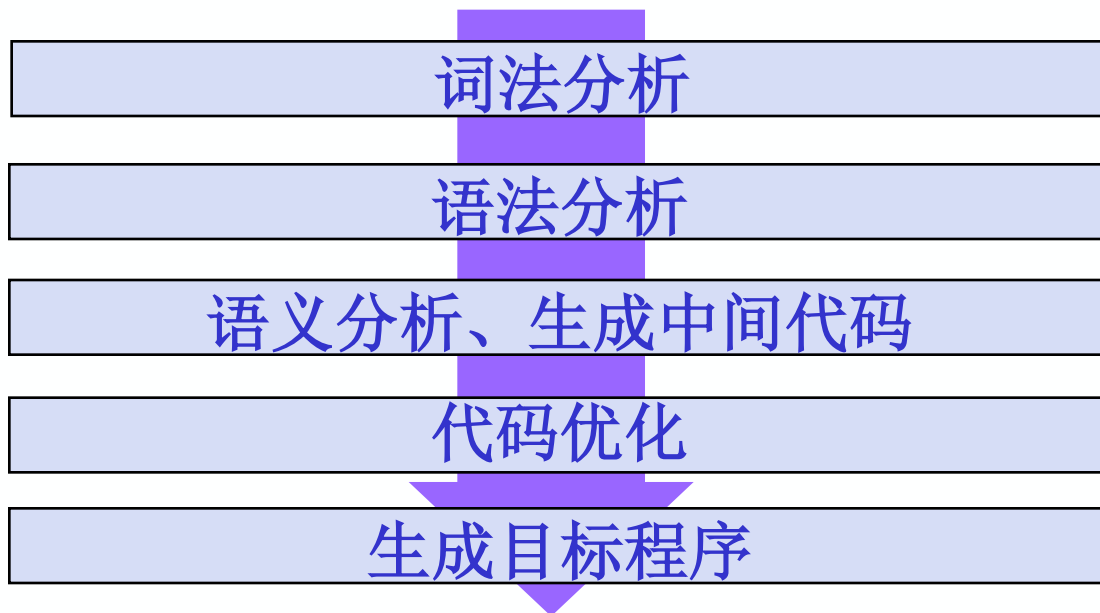 词法分析
语法分析
语义分析、生成中间代码
代码优化
生成目标程序